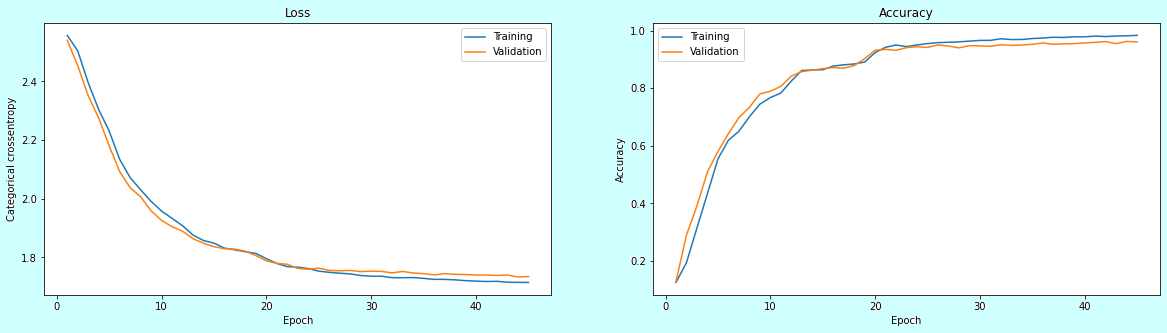 Loss
Training
Validation
2.4
2.2
2.0
1.8
Categorical crossentropy
0
10
20
30
40
Epoch
Accuracy
Training
Validation
1.0
0.8
0.6
0.4
0.2
Accuracy
0
10
20
30
40
Epoch